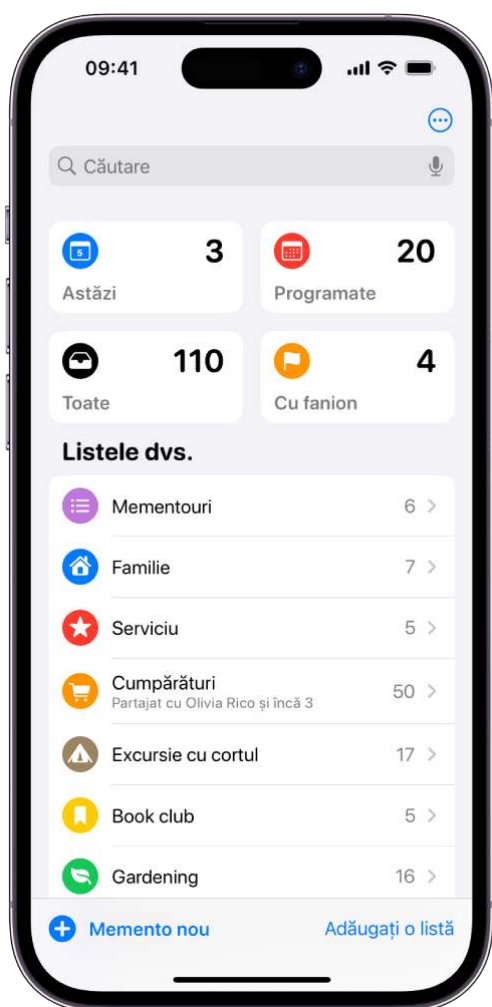 09:41
Căutare
5
3
Astăzi
20
Programate
110
Toate
4
Cu fanion
Listele dvs.
Mementouri 6
Familie 7
Serviciu 5
Cumpărături
Partajat cu Olivia Rico și încă 3
50
Excursie cu cortul 17
Book club 5
Gardening 16
Memento nou Adăugați o listă